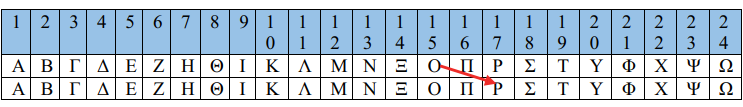 1 2 3 4 5 6 7 8 9 10 11 12 13 14 15 16 17 18 19 20 21 22 23 24
Α Β Γ Δ Ε Ζ Η Θ Ι Κ Λ Μ Ν Ξ Ο Π Ρ Σ Τ Υ Φ Χ Ψ Ω
Α Β Γ Δ Ε Ζ Η Θ Ι Κ Λ Μ Ν Ξ Ο Π Ρ Σ Τ Υ Φ Χ Ψ Ω